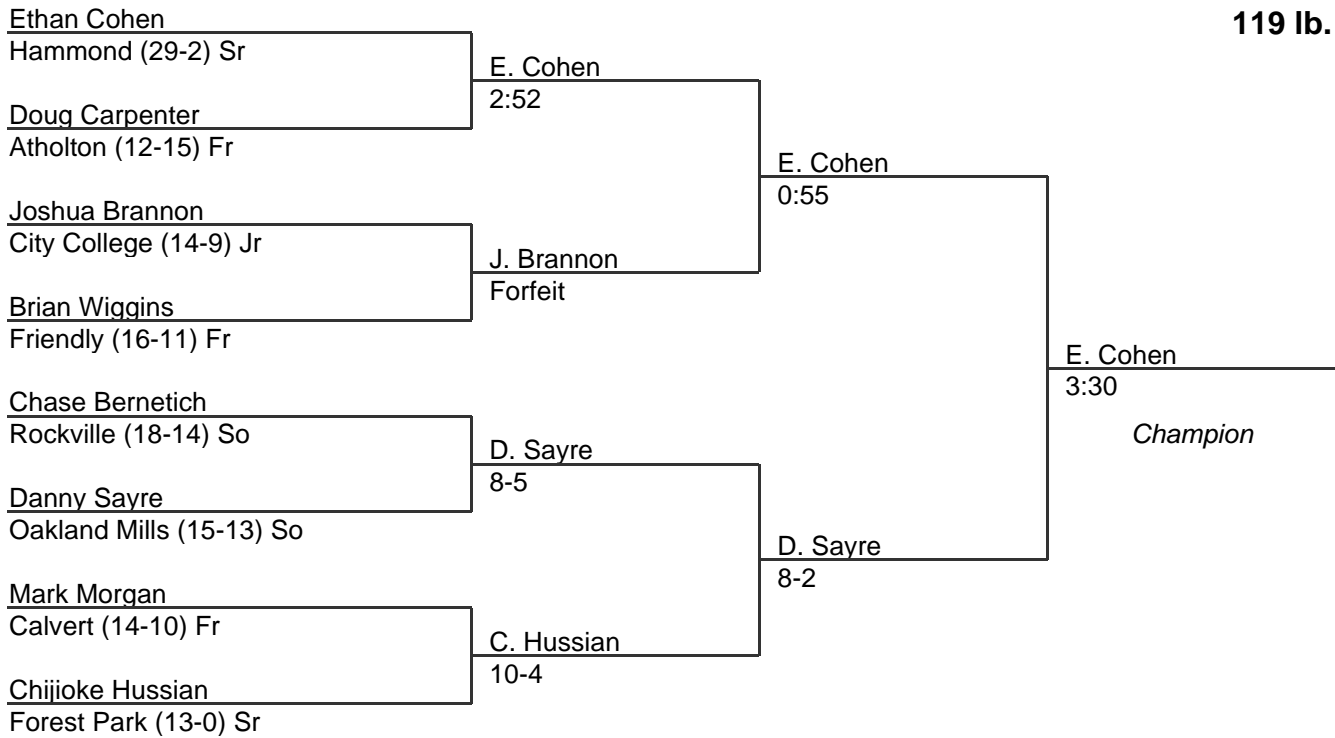 119 lb.
Ethan Cohen
Hammond (29-2) Sr
E. Cohen
2:52
Doug Carpenter
Atholton (12-15) Fr
E. Cohen
0:55
Joshua Brannon
City College (14-9) Jr
J. Brannon
Forfeit
Brian Wiggins
Friendly (16-11) Fr
E. Cohen
3:30
Champion
Chase Bernetich
Rockville (18-14) So
D. Sayre
8-5
Danny Sayre
Oakland Mills (15-13) So
D. Sayre
8-2
Mark Morgan
Calvert (14-10) Fr
C. Hussian
10-4
Chijioke Hussian
Forest Park (13-0) Sr